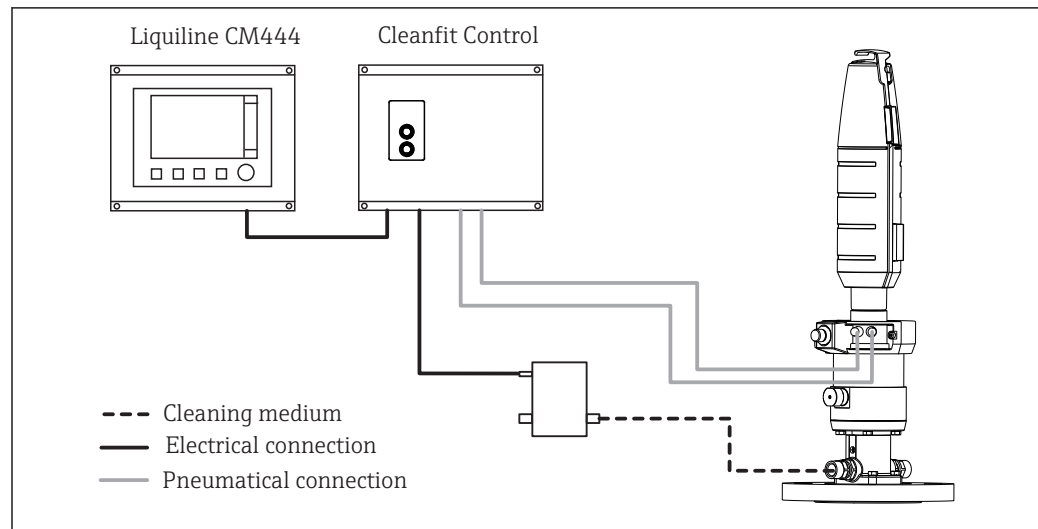 Liquiline CM444
Cleanfit Control
Cleaning medium
Electrical connection
Pneumatical connection